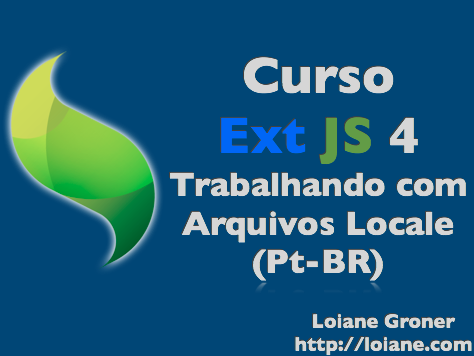 Curso
Ext JS 4
Trabalhando com
Arquivos Locale
(Pt-BR)
Loiane Groner
http://loiane.com